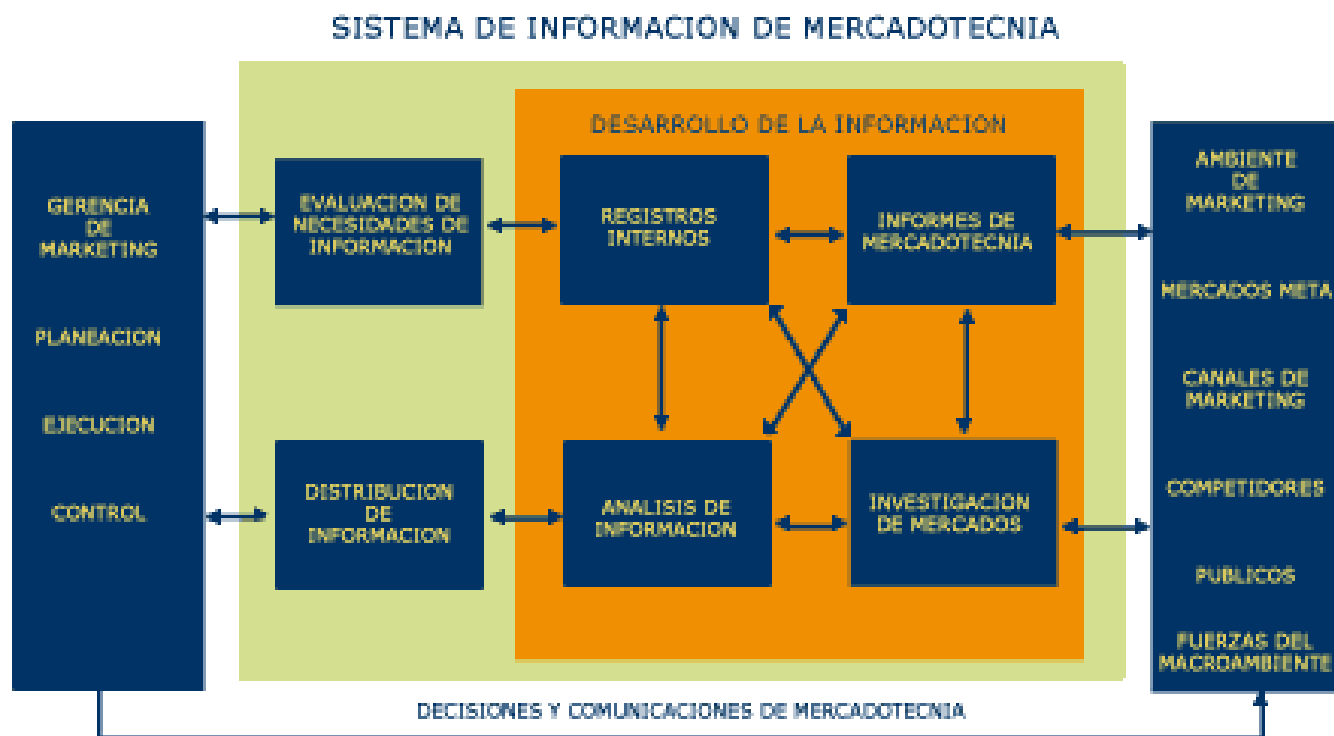 SISTEMA DE INFORMACION DE MERCADOTECNIA
GERENCIA
DE
MARKETING
PLANEACION
EJECUCION
CONTROL
EVALUACION DE
NECESIDADES DE
INFORMACION
DISTRIBUCION
DE
INFORMACION
DESARROLLO DE LA INFORMACION
REGISTROS
INTERNOS
INFORMES DE
MERCADOTECNIA
ANALISIS DE
INFORMACION
INVESTIGACION
DE MERCADOS
AMBIENTE
DE
MARKETING
MERCADOS META
CANALES DE
MARKETING
COMPETIDORES
PUBLICOS
FUERZAS DEL
MACROAMBIENTE
DECISIONES Y COMUNICACIONES DE MERCADOTECNIA